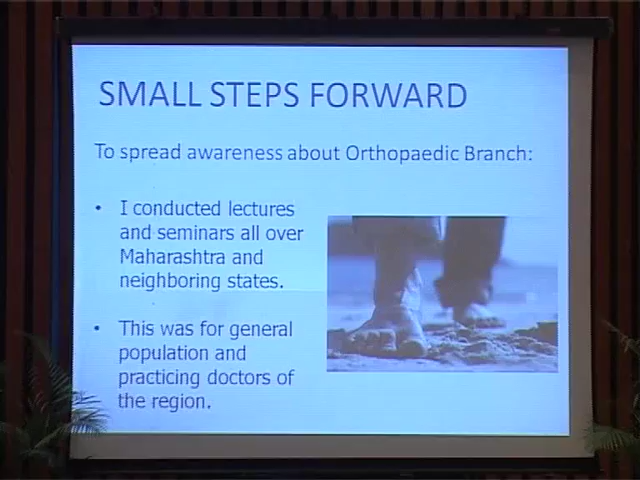 SMALL STEPS FORWARD
To spread awareness about Orthopaedic Branch:
• I conducted lectures
and seminars all over
Maharashtra and
neighboring states.
• This was for general
population and
practicing doctors of
the region.